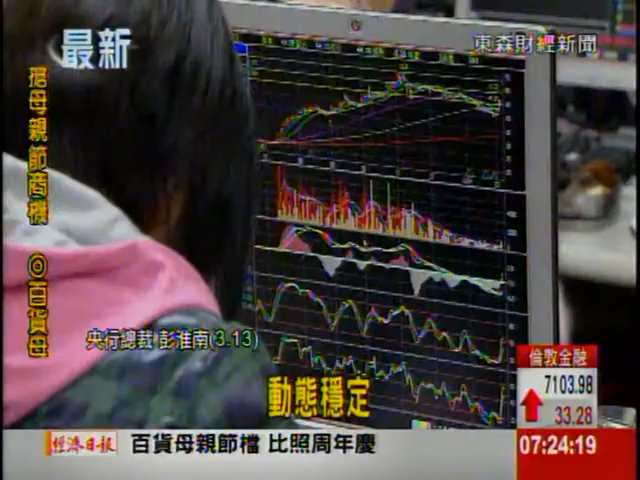 最新
東森財經新聞
搶母親節商機 ◎百貨母
央行總裁 彭淮南(3.13)
動態穩定
倫敦金融
7103.98
33.28
經濟日報 百貨母親節檔 比照周年慶
07:24:19